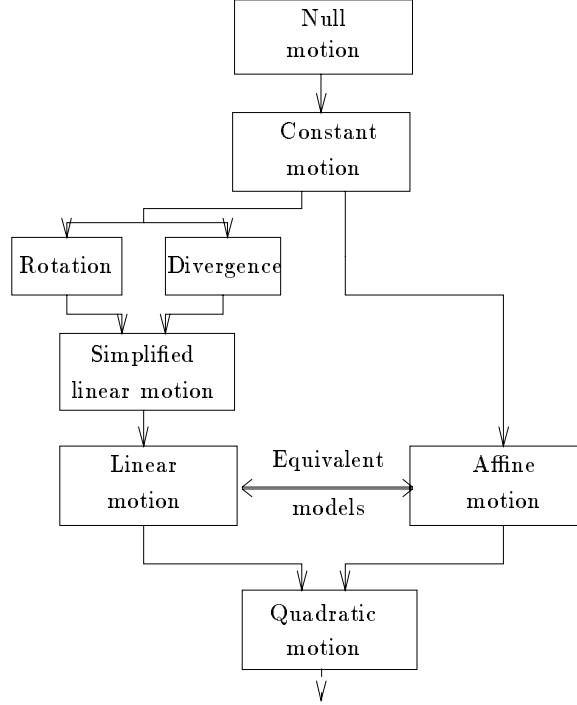 Null
motion
Constant
motion
Rotation
Divergence
Simplified
linear motion
Linear
motion
Equivalent
models
Affine
motion
Quadratic
motion